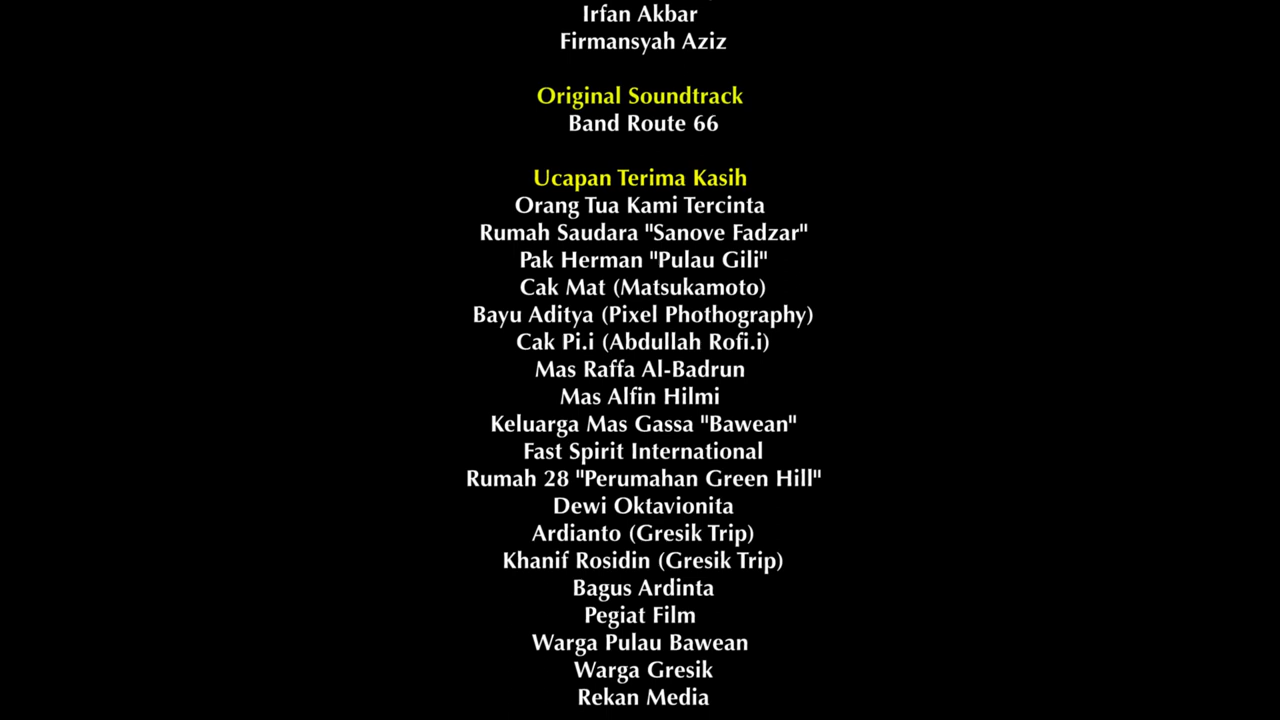 Irfan Akbar
Firmansyah Aziz
Original Soundtrack
Band Route 66
Ucapan Terima Kasih
Orang Tua Kami Tercinta
Rumah Saudara "Sanove Fadzar"
Pak Herman "Pulau Gili"
Cak Mat (Matsukamoto)
Bayu Aditya (Pixel Phothography)
Cak Pi.i (Abdullah Rofi.i)
Mas Raffa Al-Badrun
Mas Alfin Hilmi
Keluarga Mas Gassa "Bawean"
Fast Spirit International
Rumah 28 "Perumahan Green Hill"
Dewi Oktavionita
Ardianto (Gresik Trip)
Khanif Rosidin (Gresik Trip)
Bagus Ardinta
Pegiat Film
Warga Pulau Bawean
Warga Gresik
Rekan Media